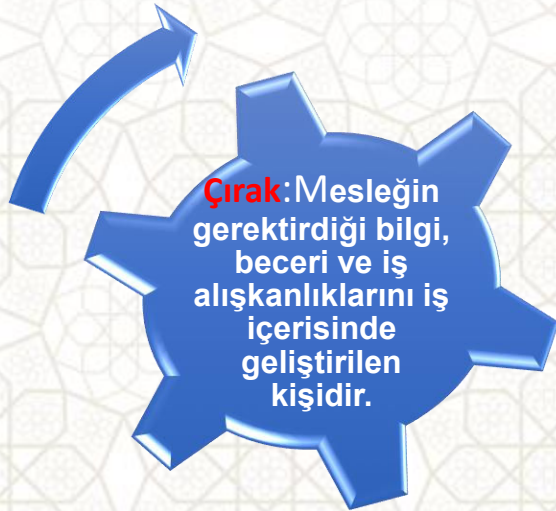 Çırak:Mesleğin
gerektirdiği bilgi,
beceri ve iş
alışkanlıklarını iş
içerisinde
geliştirilen
kişidir.